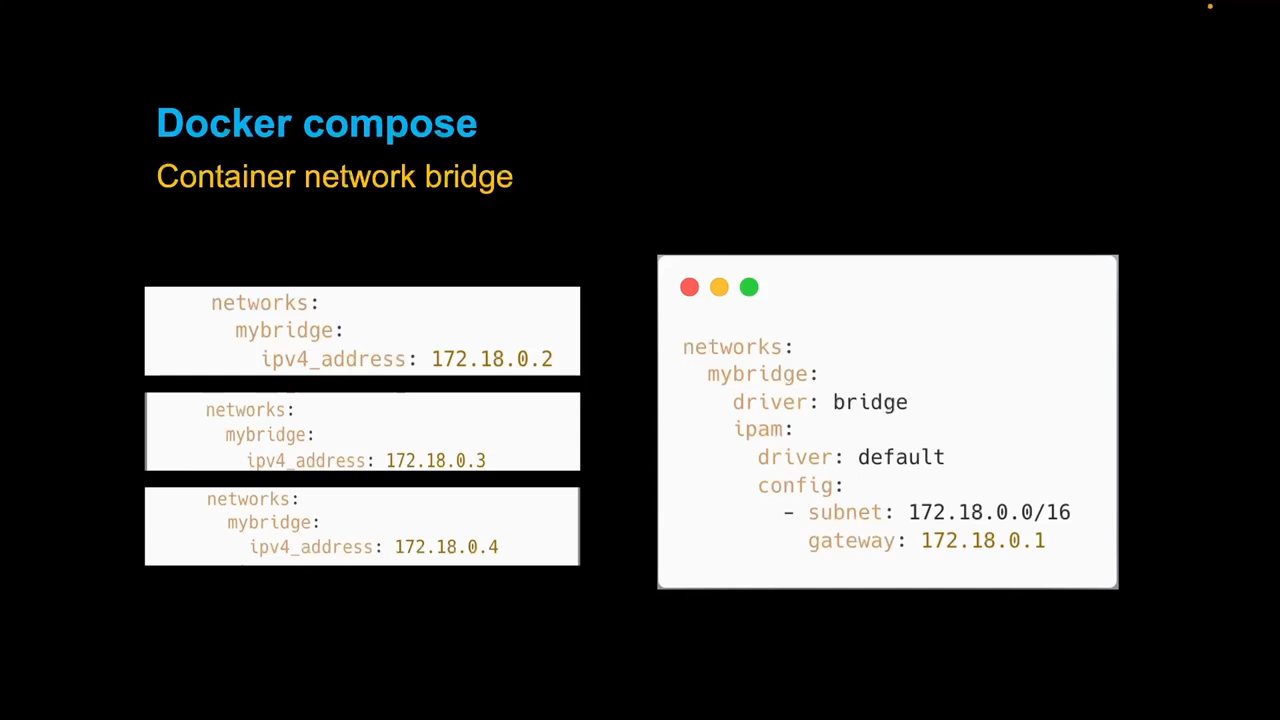 Docker compose
Container network bridge
networks:
mybridge:
ipv4_address: 172.18.0.2
networks:
mybridge:
ipv4_address: 172.18.0.3
networks:
mybridge:
ipv4_address: 172.18.0.4
networks:
mybridge:
driver: bridge
ipam:
driver: default
config:
- subnet: 172.18.0.0/16
gateway: 172.18.0.1